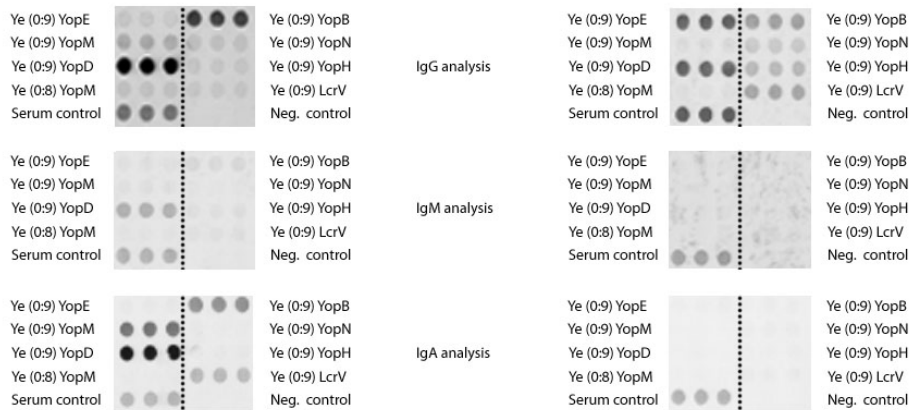 Ye (0:9) YopE Ye (0:9) YopB Ye (0:9) YopE Ye (0:9) YopB
Ye (0:9) YopM Ye (0:9) YopN Ye (0:9) YopM Ye (0:9) YopN
Ye (0:9) YopD Ye (0:9) YopH IgG analysis Ye (0:9) YopD Ye (0:9) YopH
Ye (0:8) YopM Ye (0:9) LcrV Ye (0:8) YopM Ye (0:9) LcrV
Serum control Neg. control Serum control Neg. control
Ye (0:9) YopE Ye (0:9) YopB Ye (0:9) YopE Ye (0:9) YopB
Ye (0:9) YopM Ye (0:9) YopN Ye (0:9) YopM Ye (0:9) YopN
Ye (0:9) YopD Ye (0:9) YopH IgM analysis Ye (0:9) YopD Ye (0:9) YopH
Ye (0:8) YopM Ye (0:9) LcrV Ye (0:8) YopM Ye (0:9) LcrV
Serum control Neg. control Serum control Neg. control
Ye (0:9) YopE Ye (0:9) YopB Ye (0:9) YopE Ye (0:9) YopB
Ye (0:9) YopM Ye (0:9) YopN Ye (0:9) YopM Ye (0:9) YopN
Ye (0:9) YopD Ye (0:9) YopH IgA analysis Ye (0:9) YopD Ye (0:9) YopH
Ye (0:8) YopM Ye (0:9) LcrV Ye (0:8) YopM Ye (0:9) LcrV
Serum control Neg. control Serum control Neg. control